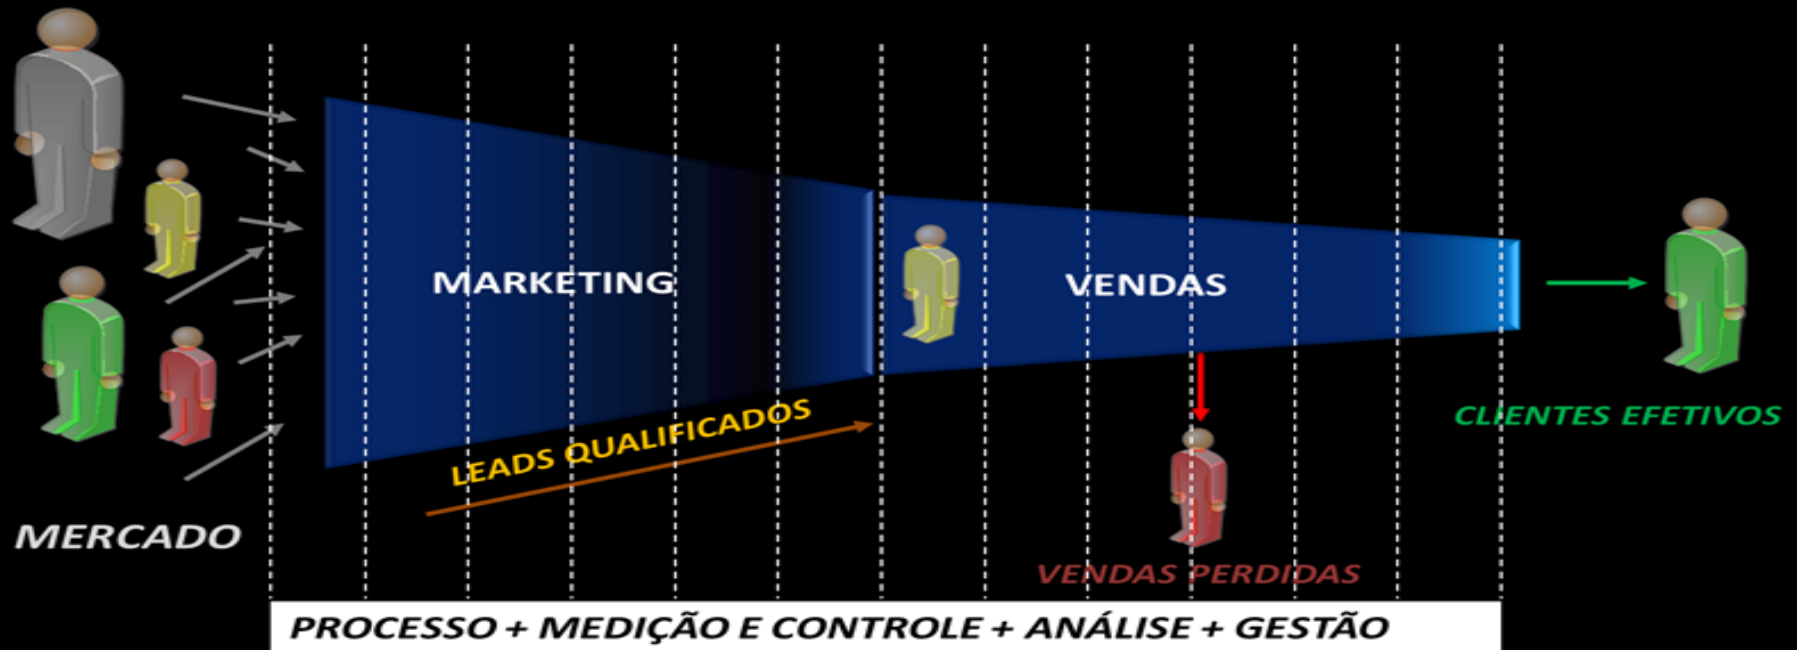 MARKETING
VENDAS
LEADS QUALIFICADOS
CLIENTES EFETIVOS
MERCADO
VENDAS PERDIDAS
PROCESSO + MEDIÇÃO E CONTROLE + ANÁLISE + GESTÃO